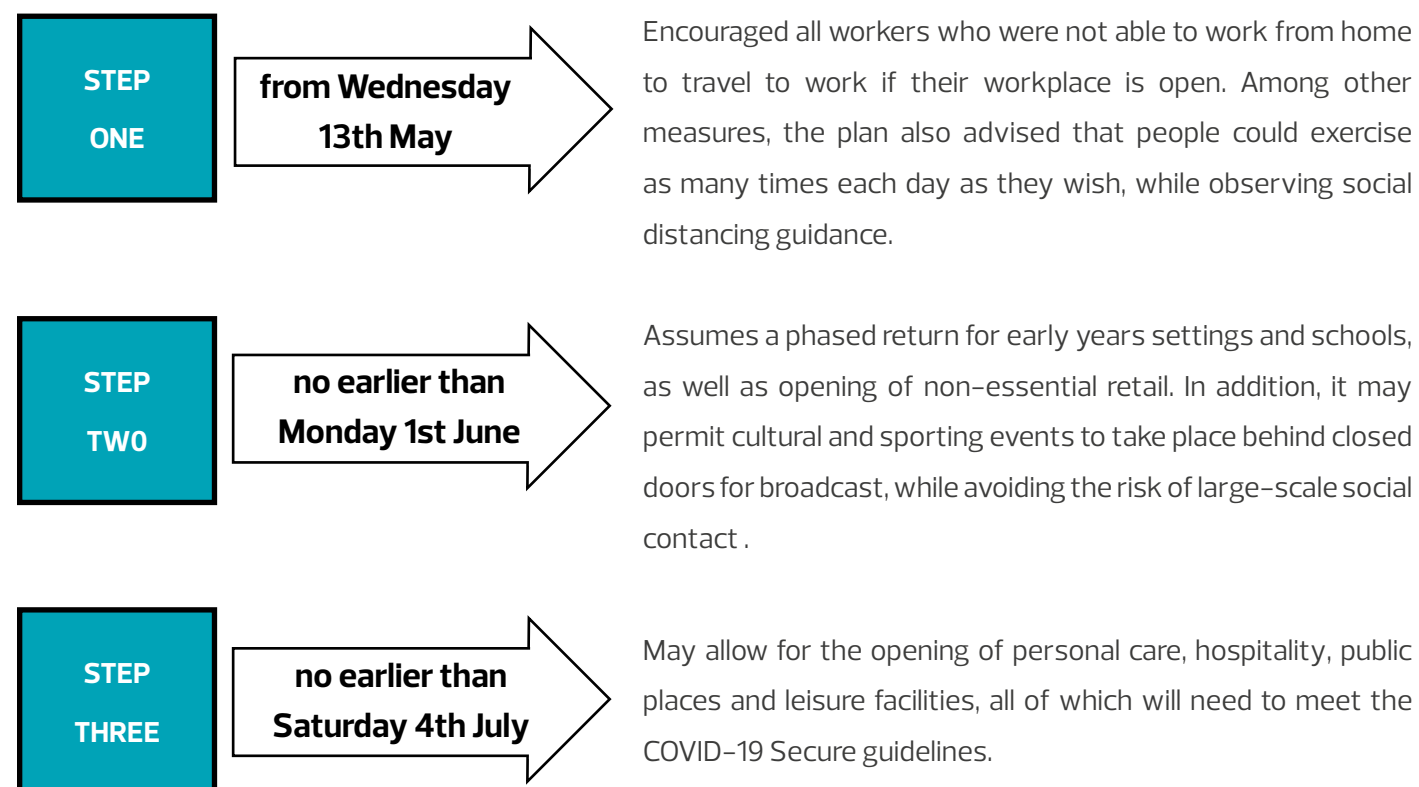 STEP
ONE
from Wednesday
13th May
Encouraged all workers who were not able to work from home
to travel to work if their workplace is open. Among other
measures, the plan also advised that people could exercise
as many times each day as they wish, while observing social
distancing guidance.
STEP
TW0
no earlier than
Monday 1st June
Assumes a phased return for early years settings and schools,
as well as opening of non-essential retail. In addition, it may
permit cultural and sporting events to take place behind closed
doors for broadcast, while avoiding the risk of large-scale social
contact .
STEP
THREE
no earlier than
Saturday 4th July
May allow for the opening of personal care, hospitality, public
places and leisure facilities, all of which will need to meet the
COVID-19 Secure guidelines.